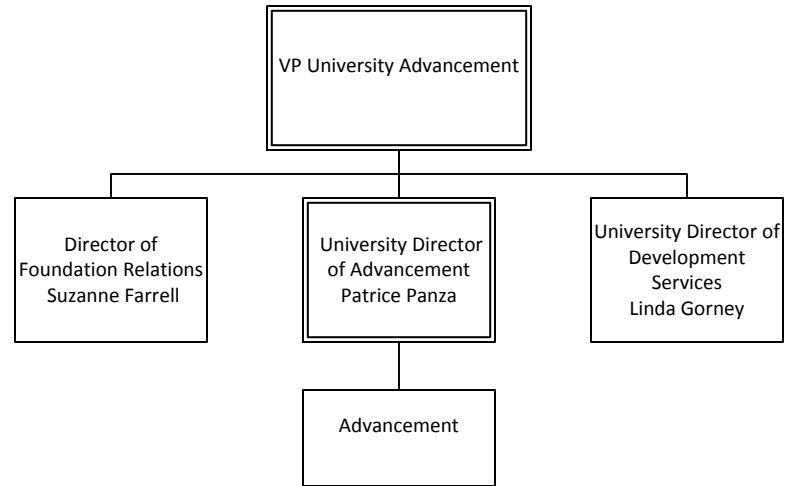 VP University Advancement
Director of
Foundation Relations
Suzanne Farrell
University Director
of Advancement
Patrice Panza
University Director of
Development
Services
Linda Gorney
Advancement